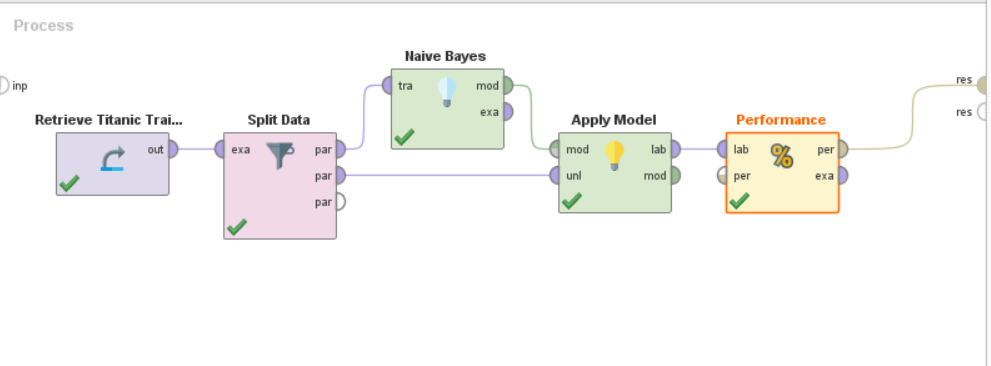 Process
inp
Retrieve Titanic Trai...
out
Split Data
exa
par
par
par
Naive Bayes
tra
mod
exa
Apply Model
mod
lab
unl
mod
Performance
lab
per
%
per
exa
res
res